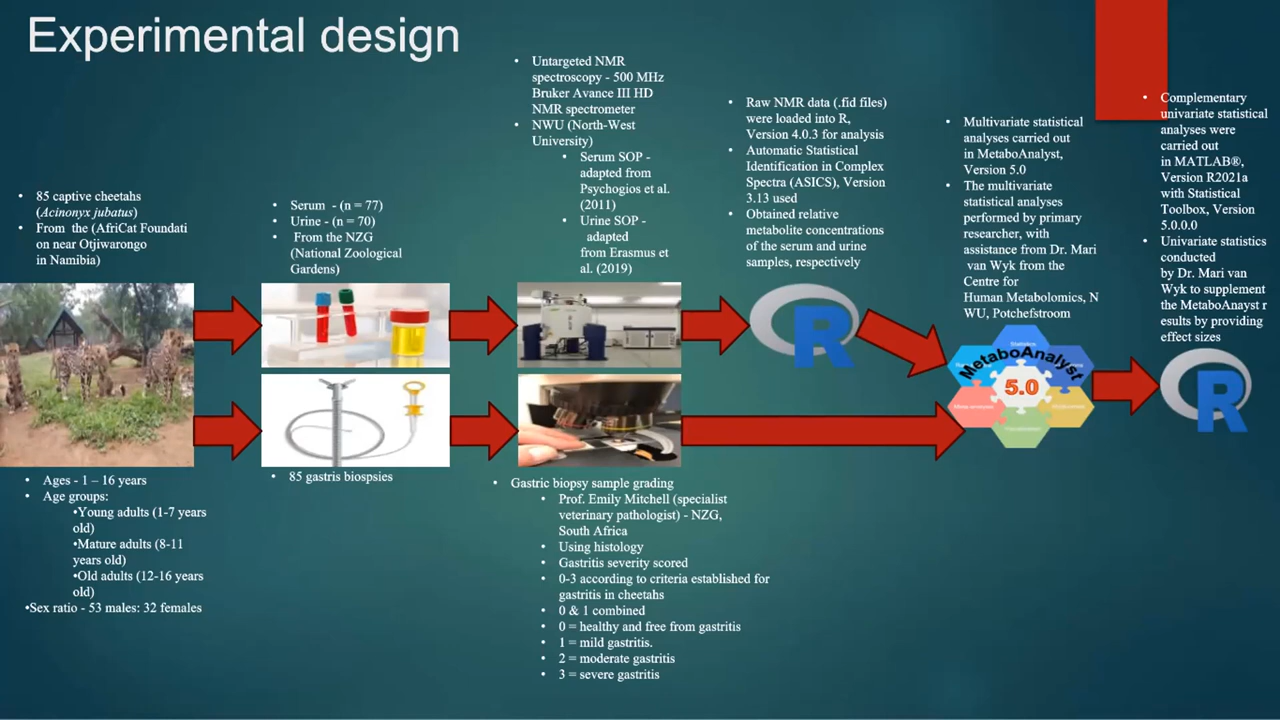 Experimental design
• 85 captive cheetahs
(Acinonyx jubatus)
• From the (AfriCat Foundati
on near Otjiwarongo
in Namibia)
• Ages - 1 – 16 years
• Age groups:
•Young adults (1-7 years
old)
•Mature adults (8-11
years old)
•Old adults (12-16 years
old)
•Sex ratio - 53 males: 32 females
• Serum - (n = 77)
• Urine - (n = 70)
• From the NZG
(National Zoological
Gardens)
• 85 gastris biospsies
• Untargeted NMR
spectroscopy - 500 MHz
Bruker Avance III HD
NMR spectrometer
• NWU (North-West
University)
• Serum SOP -
adapted from
Psychogios et al.
(2011)
• Urine SOP -
adapted
from Erasmus et
al. (2019)
• Gastric biopsy sample grading
• Prof. Emily Mitchell (specialist
veterinary pathologist) - NZG,
South Africa
• Using histology
• Gastritis severity scored
• 0-3 according to criteria established for
gastritis in cheetahs
• 0 & 1 combined
• 0 = healthy and free from gastritis
• 1 = mild gastritis.
• 2 = moderate gastritis
• 3 = severe gastritis
• Raw NMR data (.fid files)
were loaded into R,
Version 4.0.3 for analysis
• Automatic Statistical
Identification in Complex
Spectra (ASICS), Version
3.13 used
• Obtained relative
metabolite concentrations
of the serum and urine
samples, respectively
R
• Multivariate statistical
analyses carried out
in MetaboAnalyst,
Version 5.0
• The multivariate
statistical analyses
performed by primary
researcher, with
assistance from Dr. Mari
van Wyk from the
Centre for
Human Metabolomics, N
WU, Potchefstroom
Statistics
MetaboAnalyst
5.0
• Complementary
univariate statistical
analyses were
carried out
in MATLAB®,
Version R2021a
with Statistical
Toolbox, Version
5.0.0.0
• Univariate statistics
conducted
by Dr. Mari van
Wyk to supplement
the MetaboAnayst r
esults by providing
effect sizes
R